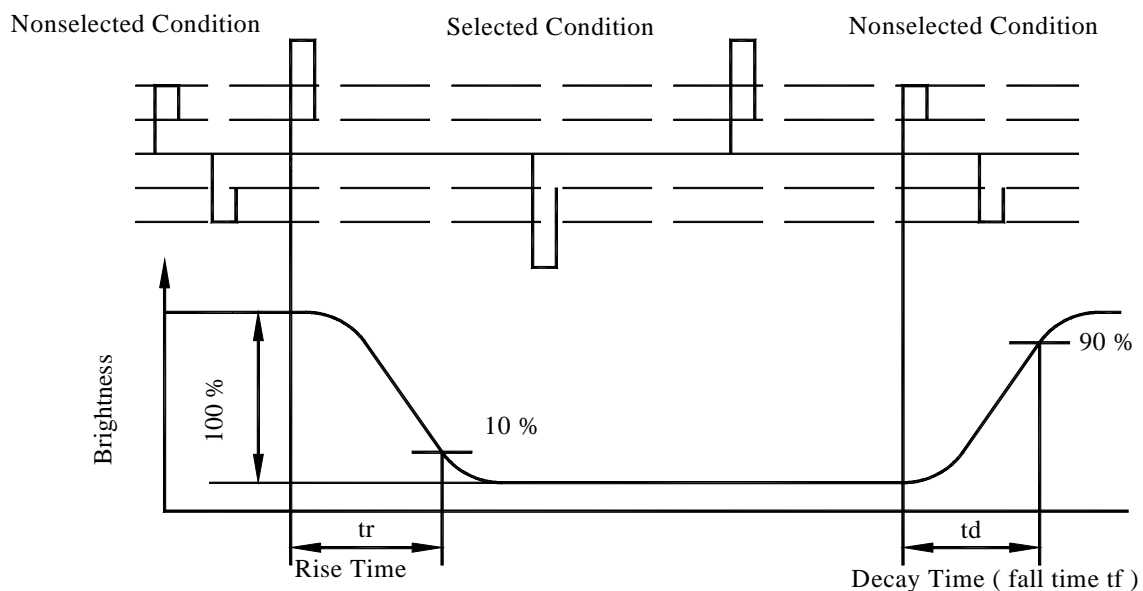 Nonselected Condition
Selected Condition
Nonselected Condition
Brightness
100 %
10 %
90 %
tr
Rise Time
td
Decay Time ( fall time tf )